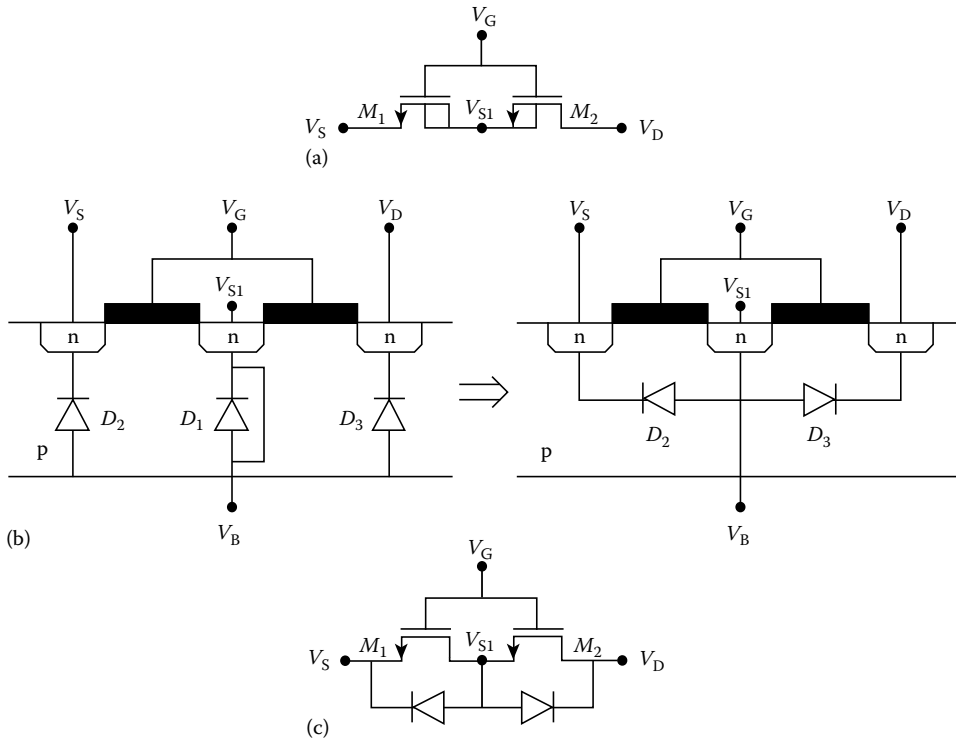 V_G
V_S M_1 V_S1 M_2 V_D
(a)
V_S V_G V_D V_S V_G V_D
V_S1 V_S1
n n n n n n
D_2 D_1 D_3 D_2 D_3
p p
V_B V_B
(b)
V_G
V_S M_1 V_S1 M_2 V_D
(c)